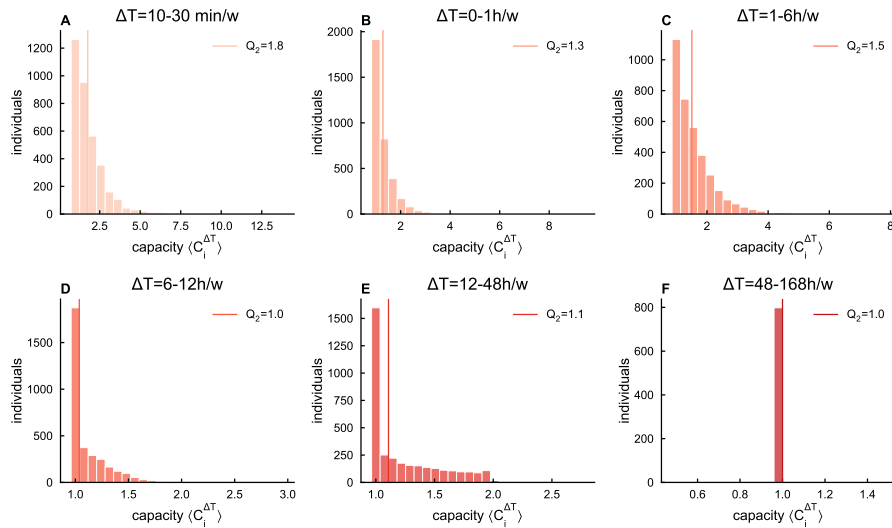 A ΔT=10-30 min/w
Q₂=1.8
individuals
1200
1000
800
600
400
200
0
2.5 5.0 7.5 10.0 12.5
capacity ⟨C_i^ΔT⟩
B ΔT=0-1h/w
Q₂=1.3
individuals
2000
1500
1000
500
0
2 4 6 8
capacity ⟨C_i^ΔT⟩
C ΔT=1-6h/w
Q₂=1.5
individuals
1000
800
600
400
200
0
2 4 6 8
capacity ⟨C_i^ΔT⟩
D ΔT=6-12h/w
Q₂=1.0
individuals
1500
1000
500
0
1.0 1.5 2.0 2.5 3.0
capacity ⟨C_i^ΔT⟩
E ΔT=12-48h/w
Q₂=1.1
individuals
1500
1250
1000
750
500
250
0
1.0 1.5 2.0 2.5
capacity ⟨C_i^ΔT⟩
F ΔT=48-168h/w
Q₂=1.0
individuals
800
600
400
200
0
0.6 0.8 1.0 1.2 1.4
capacity ⟨C_i^ΔT⟩